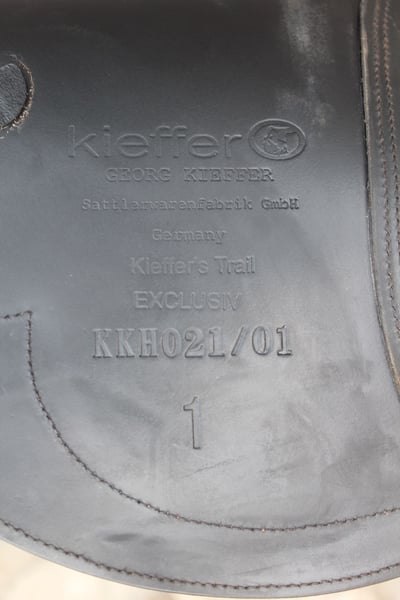 kieffer
GEORG KIEFFER
Sattlerwarenfabrik GmbH
Germany
Kieffer's Trail
EXCLUSIV
KKH021/01
1